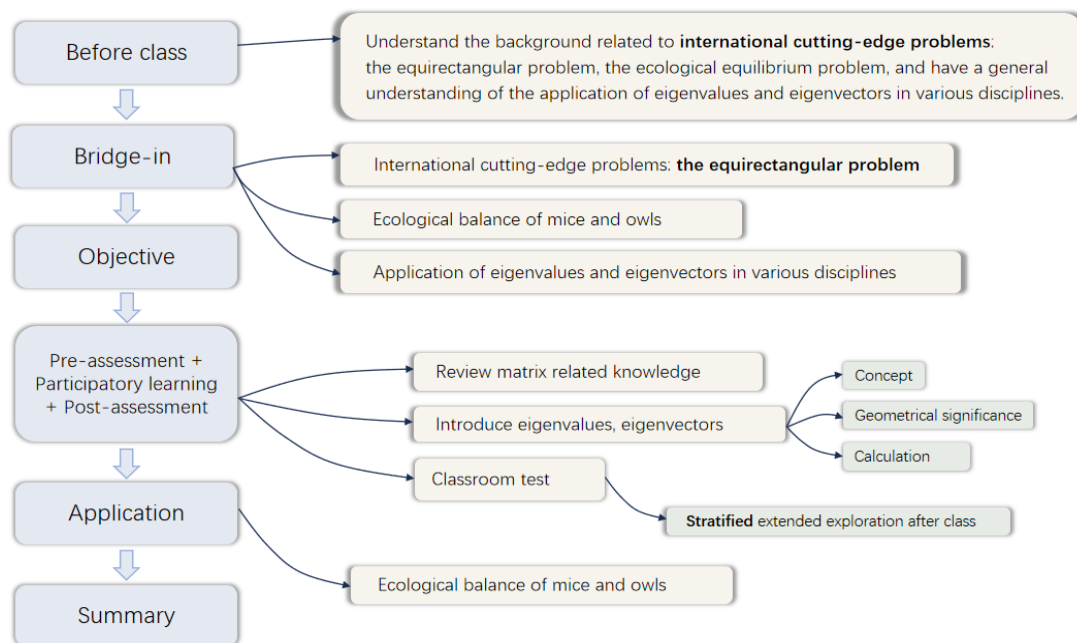 Before class
Understand the background related to international cutting-edge problems:
the equirectangular problem, the ecological equilibrium problem, and have a general
understanding of the application of eigenvalues and eigenvectors in various disciplines.
Bridge-in
International cutting-edge problems: the equirectangular problem
Ecological balance of mice and owls
Objective
Application of eigenvalues and eigenvectors in various disciplines
Pre-assessment +
Participatory learning
+ Post-assessment
Review matrix related knowledge
Introduce eigenvalues, eigenvectors
Concept
Geometrical significance
Calculation
Classroom test
Stratified extended exploration after class
Application
Ecological balance of mice and owls
Summary